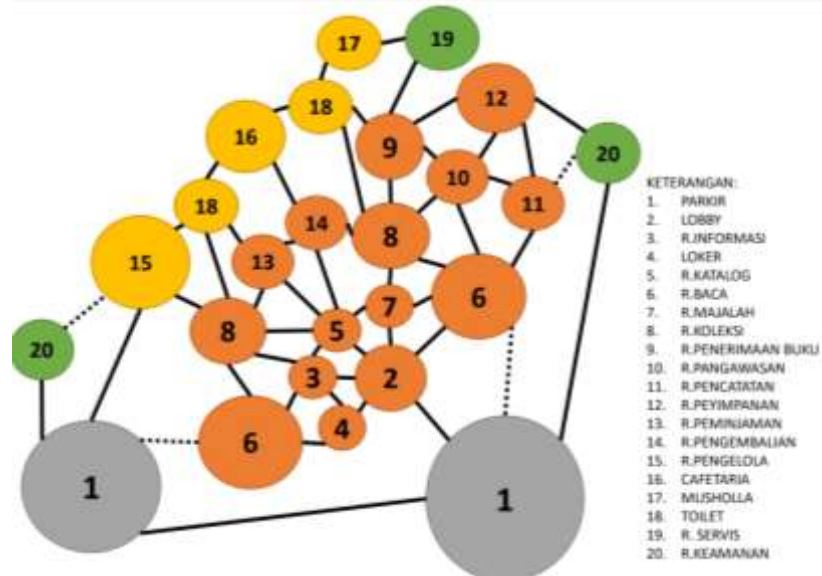 17
19
18
12
16
9
20
10
18
11
14
8
15
13
6
7
8
5
20
3
2
4
6
1
1
KETERANGAN:
1. PARKIR
2. LOBBY
3. R.INFORMASI
4. LOKER
5. R.KATALOG
6. R.BACA
7. R.MAJALAH
8. R.KOLEKSI
9. R.PENERIMAAN BUKU
10. R.PANGAWASAN
11. R.PENCATATAN
12. R.PEYIMPANAN
13. R.PEMINJAMAN
14. R.PENGEMBALIAN
15. R.PENGELOLA
16. CAFETARIA
17. MUSHOLLA
18. TOILET
19. R. SERVIS
20. R.KEAMANAN